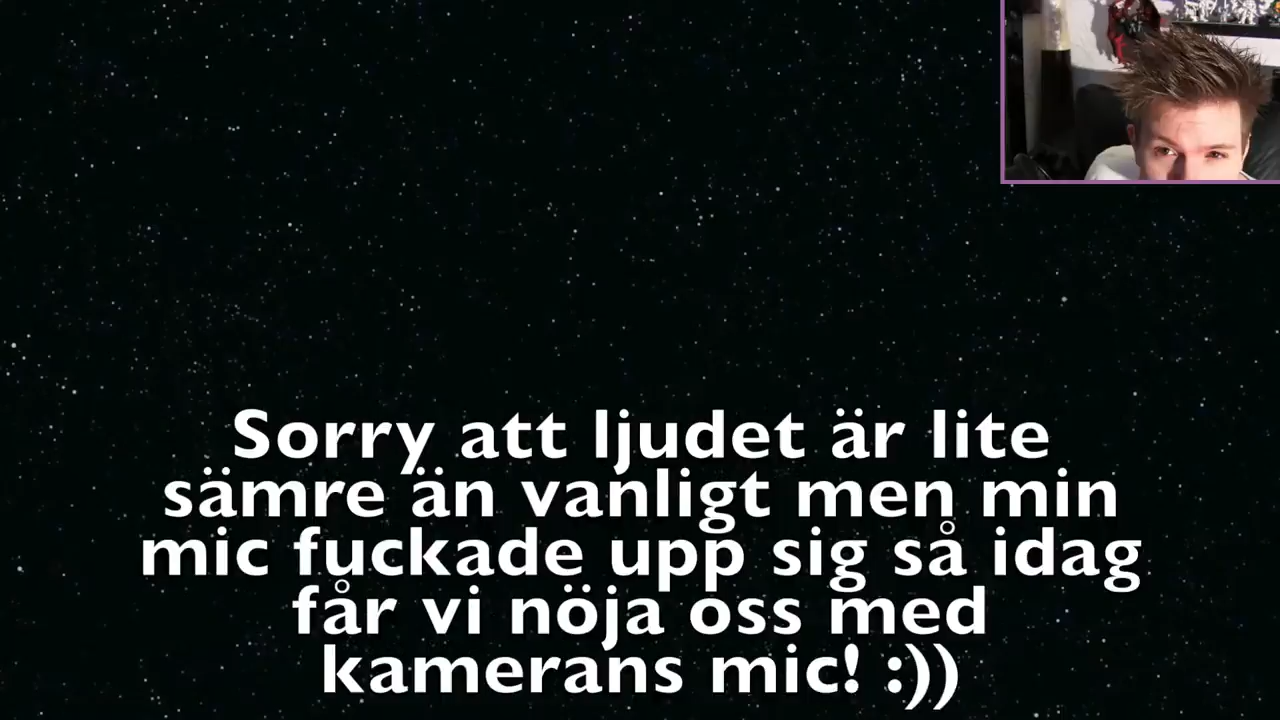 Sorry att ljudet är lite
sämre än vanligt men min
mic fuckade upp sig så idag
får vi nöja oss med
kamerans mic! :))